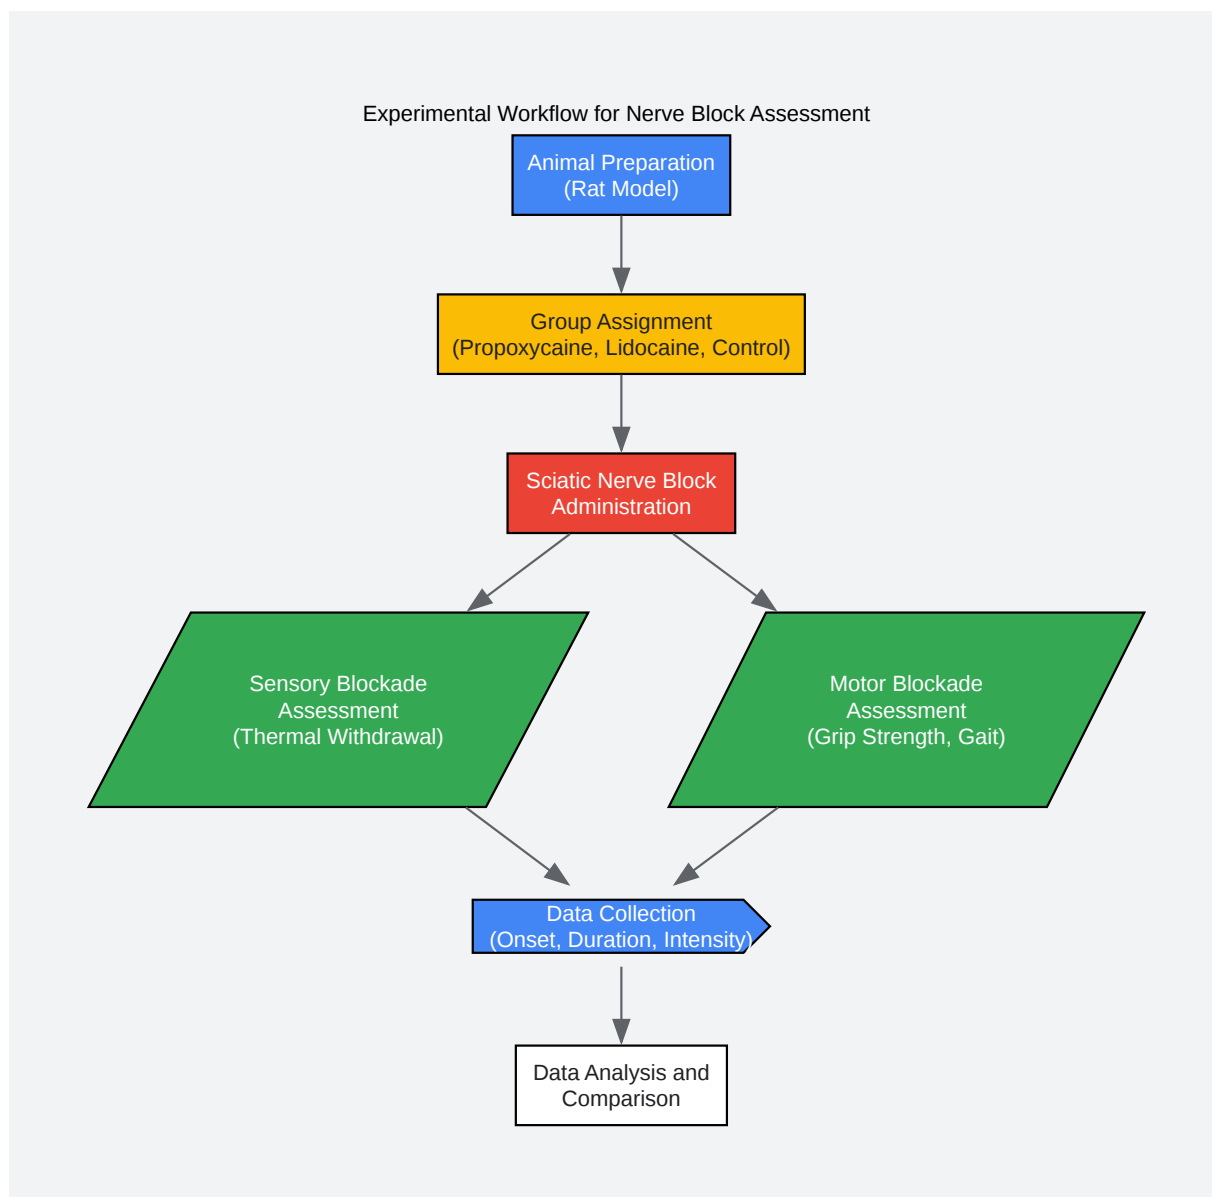 Experimental Workflow for Nerve Block Assessment
Animal Preparation
(Rat Model)
Group Assignment
(Propoxycaine, Lidocaine, Control)
Sciatic Nerve Block
Administration
Sensory Blockade
Assessment
(Thermal Withdrawal)
Motor Blockade
Assessment
(Grip Strength, Gait)
Data Collection
(Onset, Duration, Intensity)
Data Analysis and
Comparison